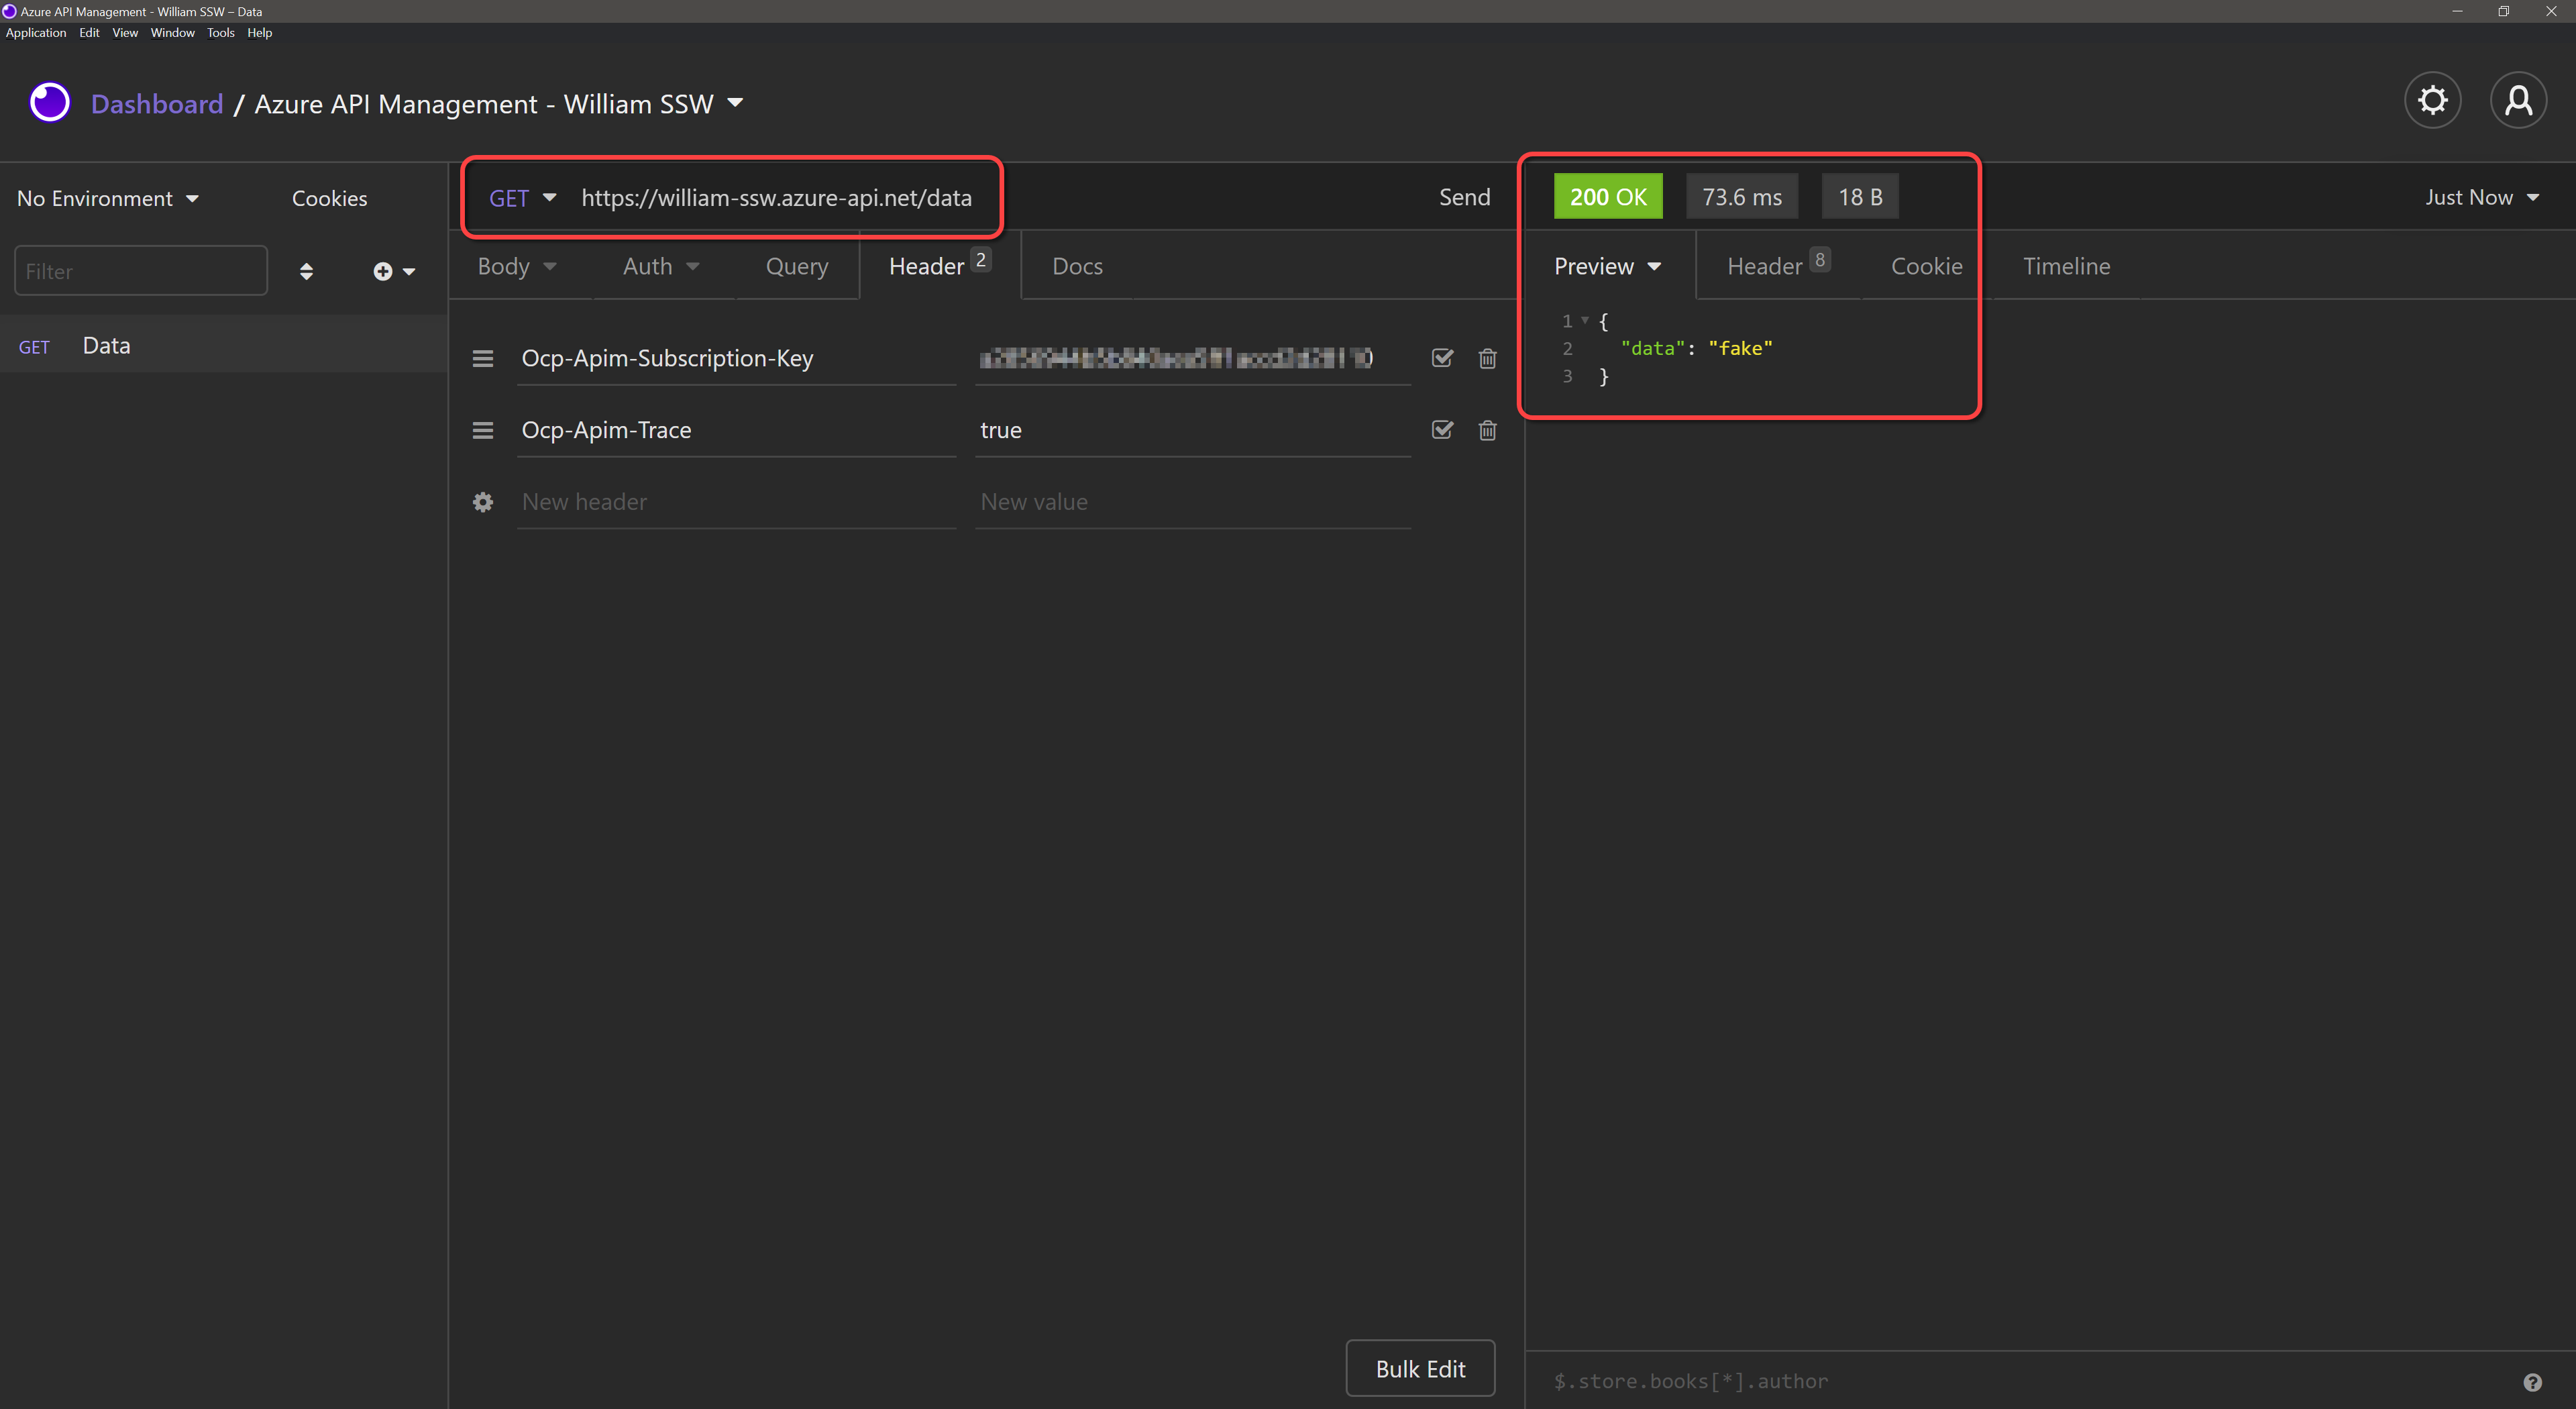 Azure API Management - William SSW – Data
Application Edit View Window Tools Help
Dashboard / Azure API Management - William SSW
No Environment Cookies
GET https://william-ssw.azure-api.net/data Send
200 OK 73.6 ms 18 B Just Now
Filter
Body Auth Query Header 2 Docs
Preview Header 8 Cookie Timeline
GET Data
Ocp-Apim-Subscription-Key
Ocp-Apim-Trace true
New header New value
1 {
2 "data": "fake"
3 }
Bulk Edit
$.store.books[*].author